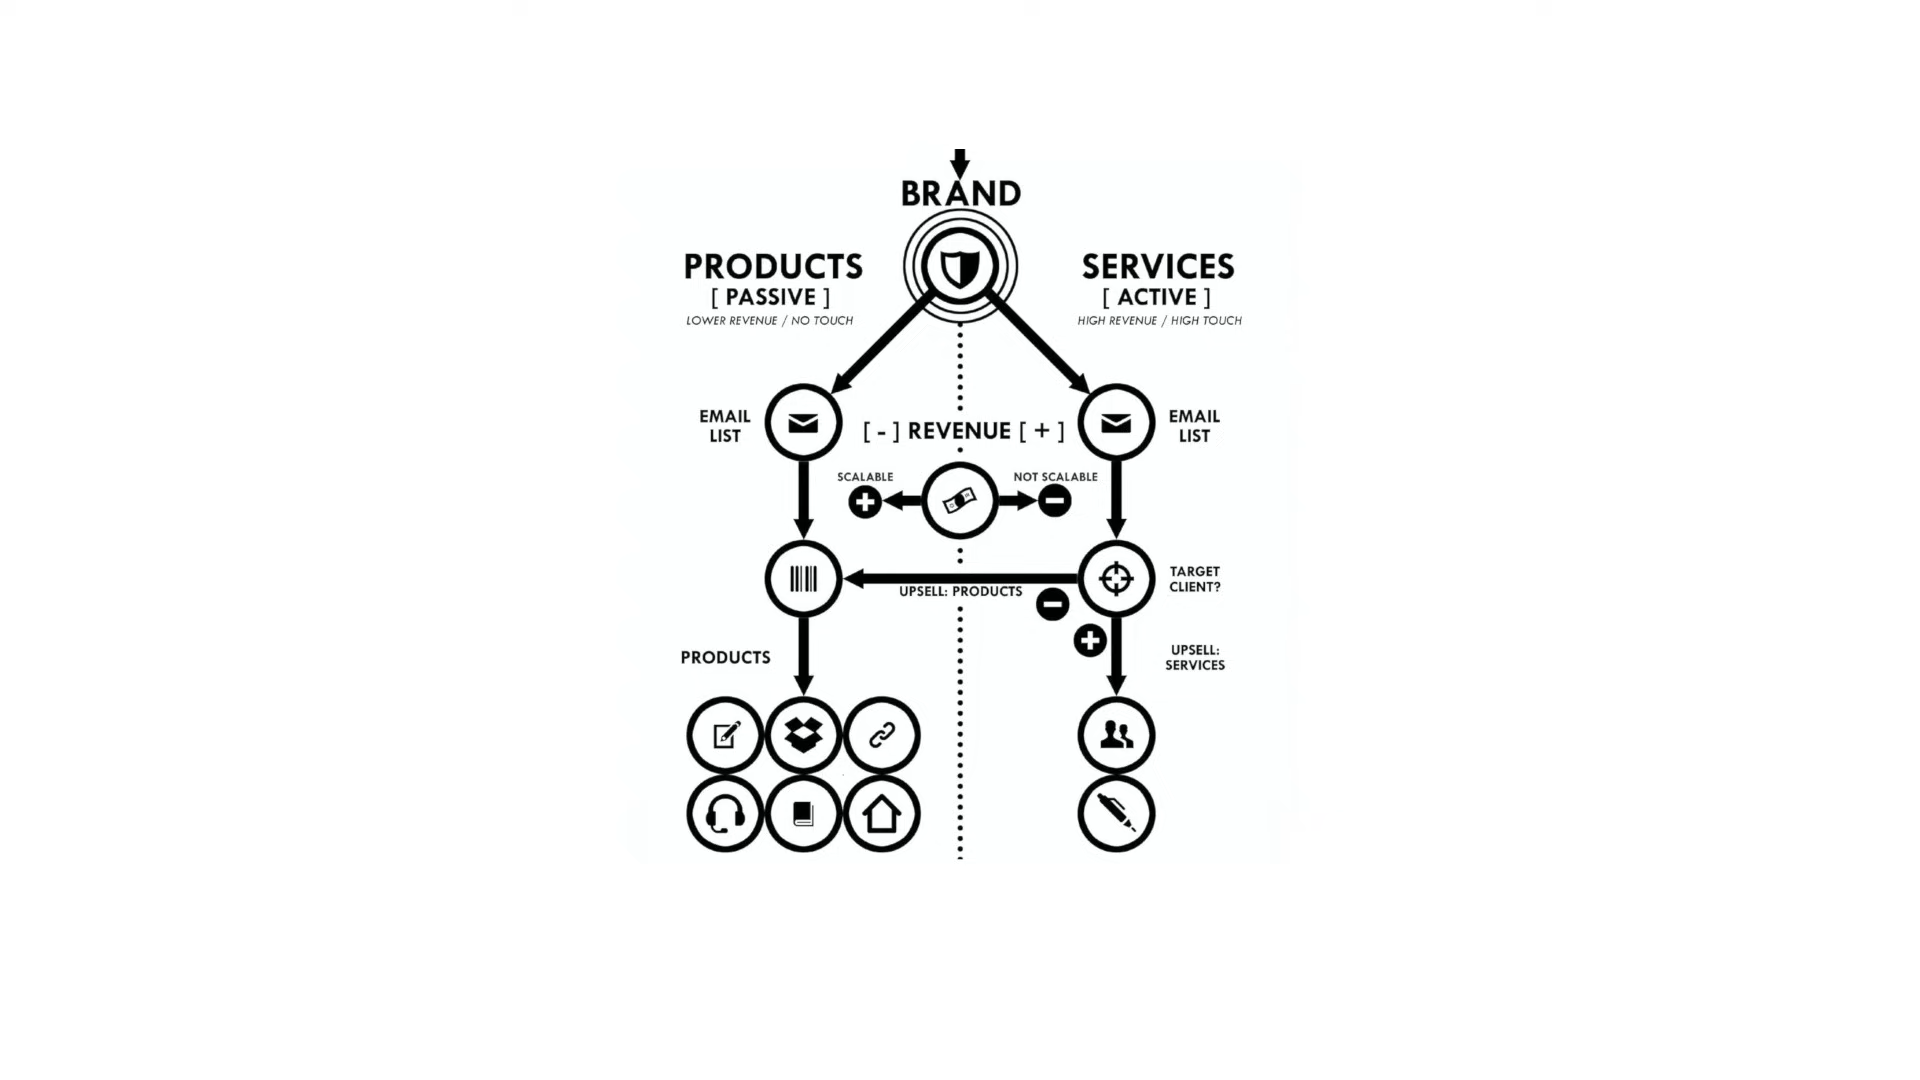 BRAND
PRODUCTS
[ PASSIVE ]
LOWER REVENUE / NO TOUCH
SERVICES
[ ACTIVE ]
HIGH REVENUE / HIGH TOUCH
EMAIL
LIST
[ - ] REVENUE [ + ]
EMAIL
LIST
SCALABLE
NOT SCALABLE
UPSELL: PRODUCTS
TARGET
CLIENT?
PRODUCTS
UPSELL:
SERVICES